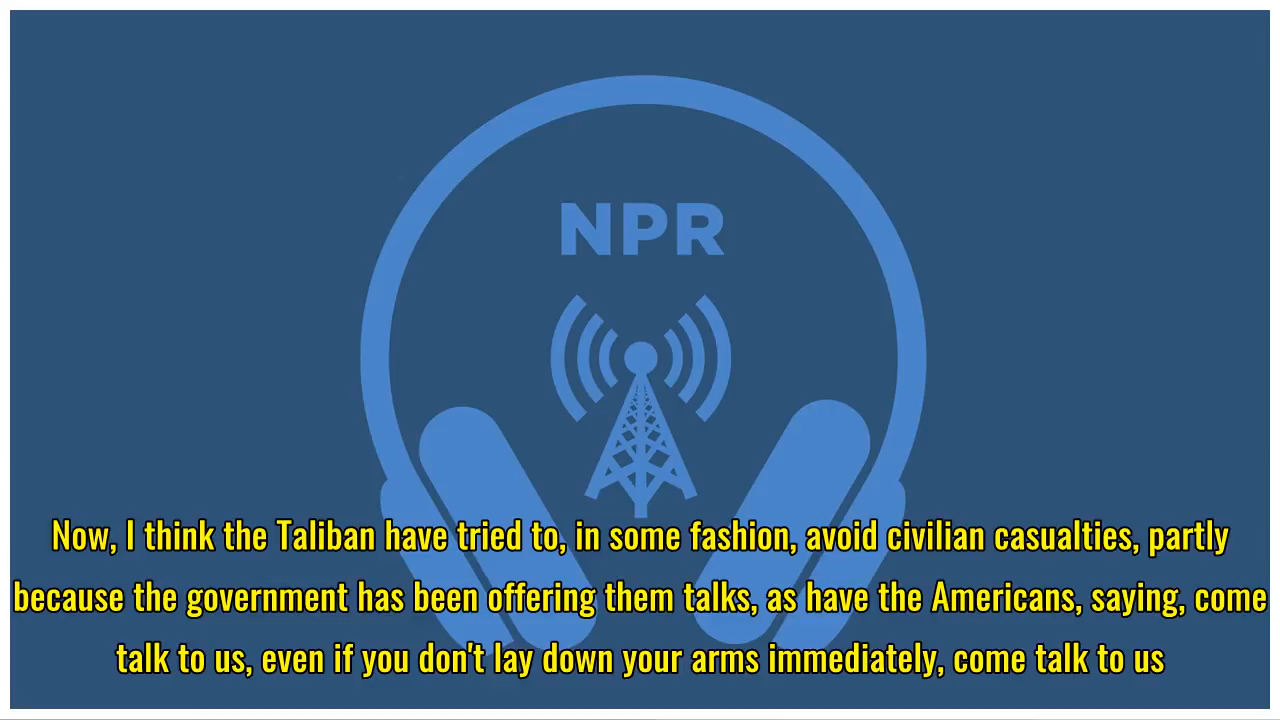 NPR
Now, I think the Taliban have tried to, in some fashion, avoid civilian casualties, partly
because the government has been offering them talks, as have the Americans, saying, come
talk to us, even if you don't lay down your arms immediately, come talk to us